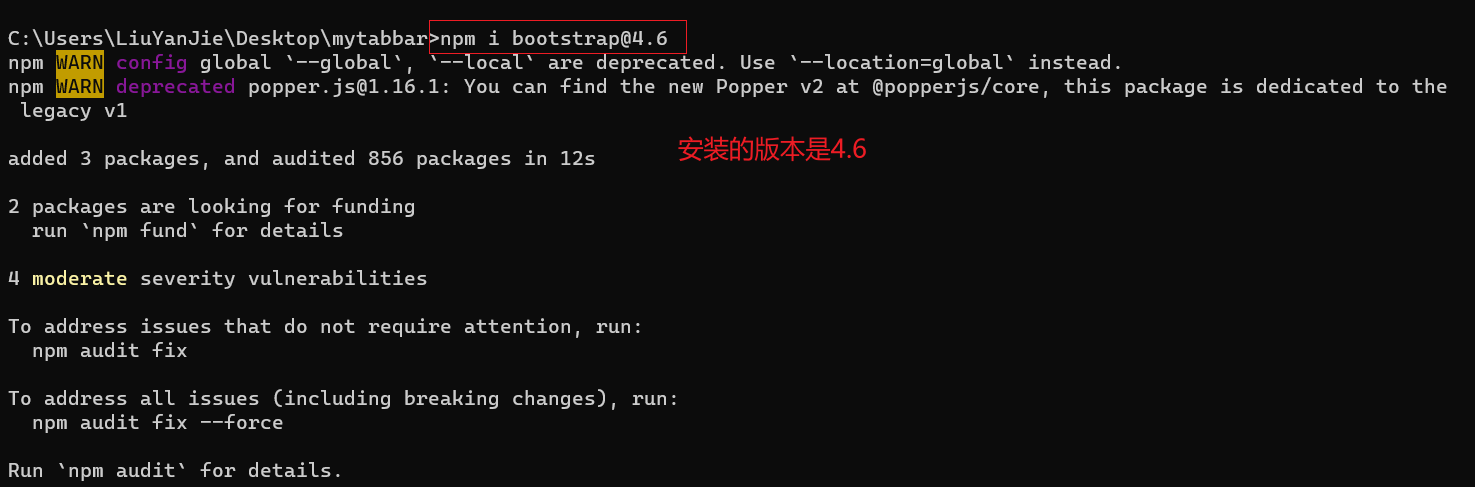 C:\Users\LiuYanJie\Desktop\mytabbar>npm i bootstrap@4.6
npm WARN config global `--global`, `--local` are deprecated. Use `--location=global` instead.
npm WARN deprecated popper.js@1.16.1: You can find the new Popper v2 at @popperjs/core, this package is dedicated to the
 legacy v1
安装的版本是4.6
added 3 packages, and audited 856 packages in 12s
2 packages are looking for funding
  run `npm fund` for details
4 moderate severity vulnerabilities
To address issues that do not require attention, run:
  npm audit fix
To address all issues (including breaking changes), run:
  npm audit fix --force
Run `npm audit` for details.